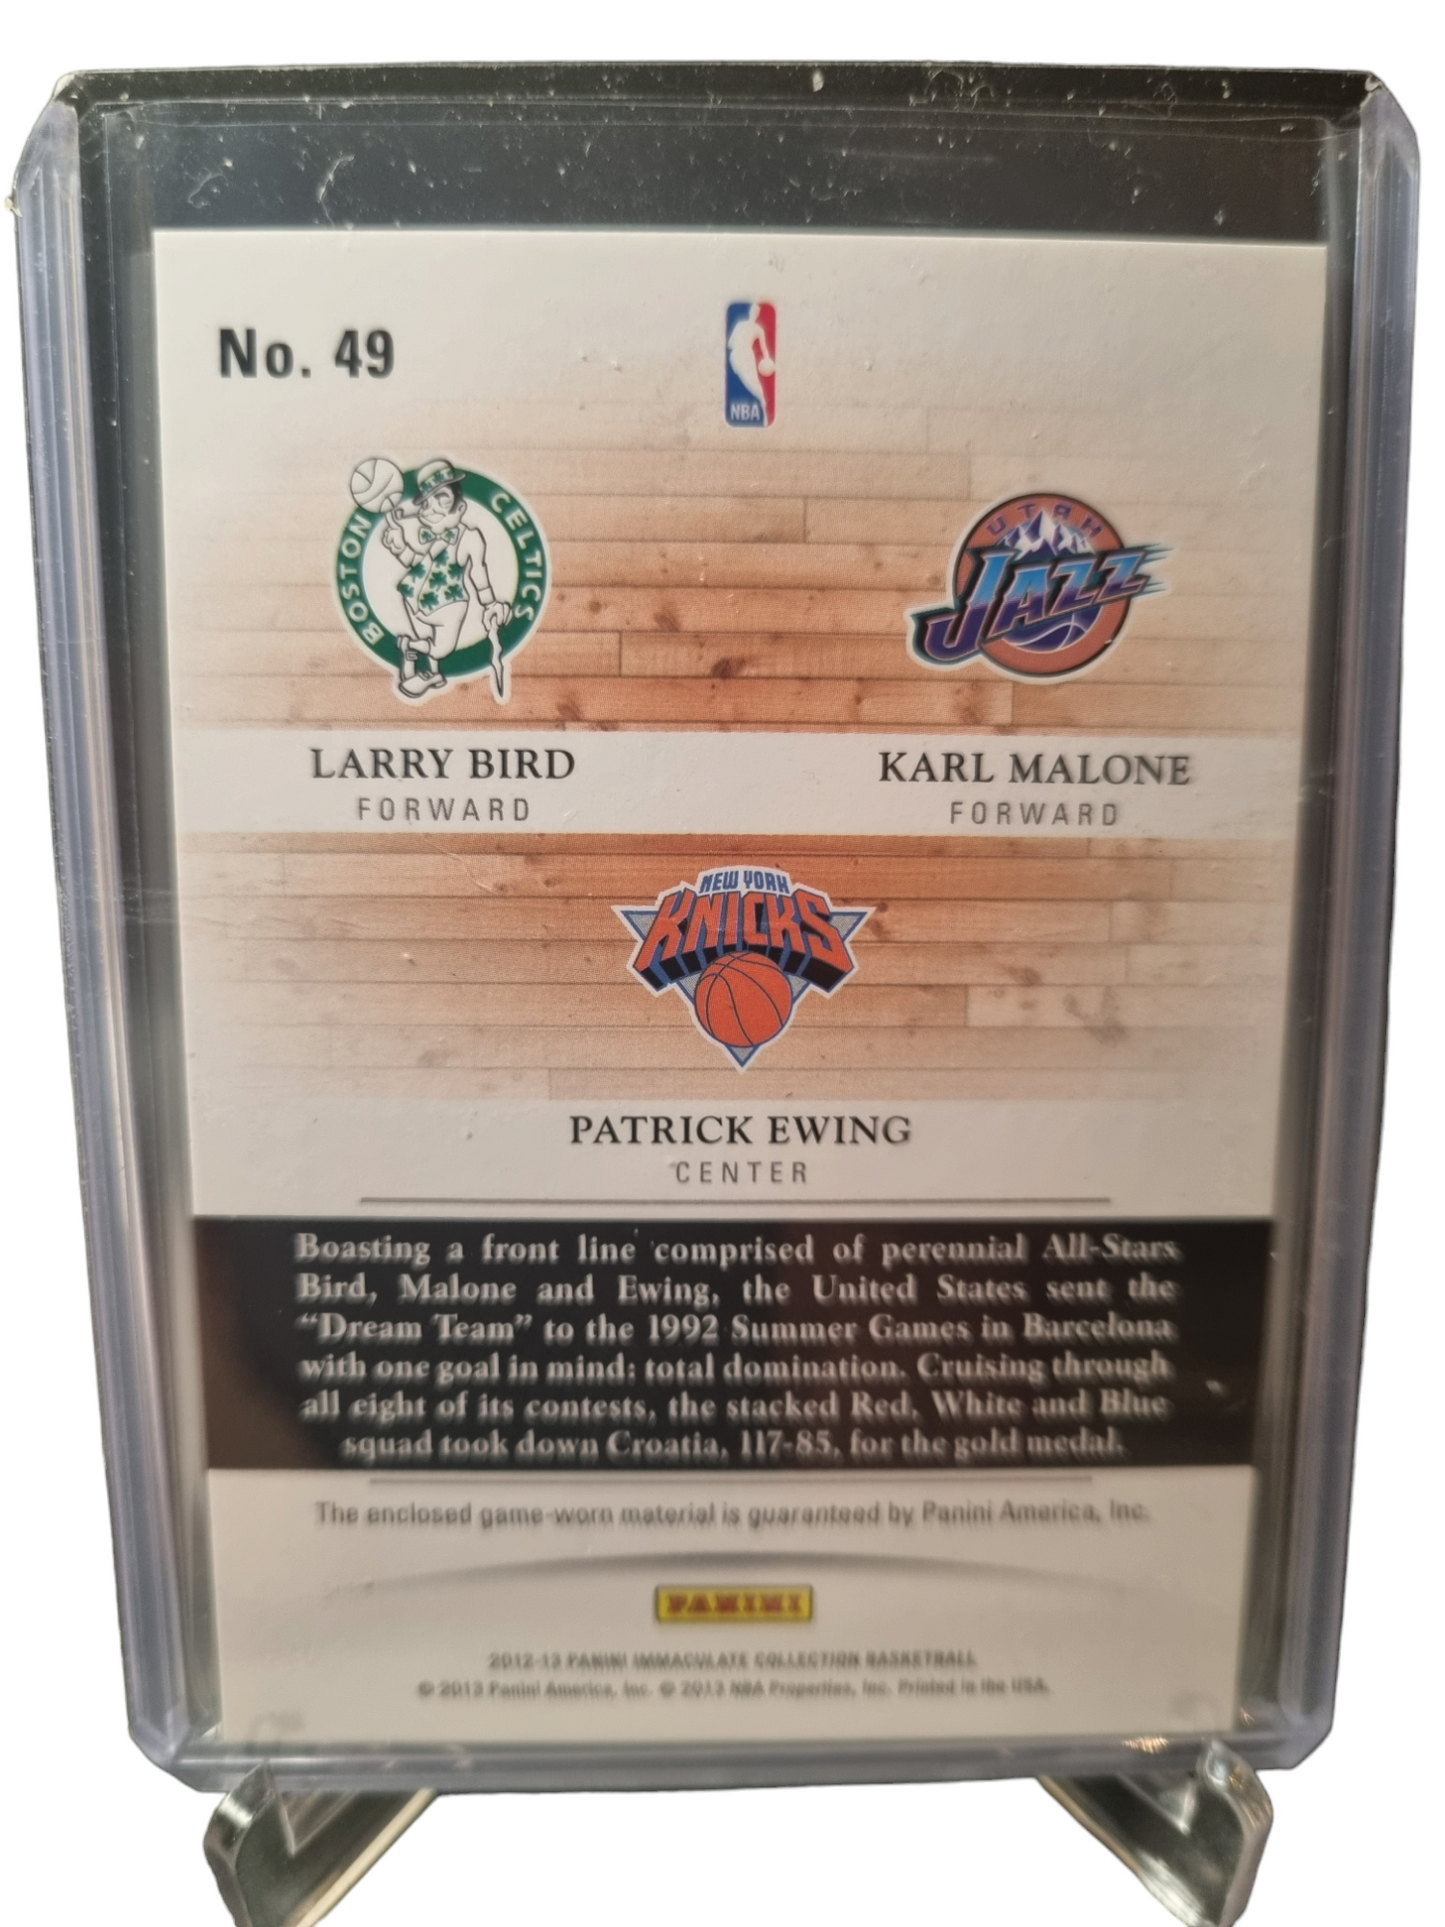 No. 49
NBA
BOSTON CELTICS
UTAH
JAZZ
LARRY BIRD
FORWARD
KARL MALONE
FORWARD
NEW YORK
KNICKS
PATRICK EWING
CENTER
Boasting a front line comprised of perennial All-Stars
Bird, Malone and Ewing, the United States sent the
“Dream Team” to the 1992 Summer Games in Barcelona
with one goal in mind: total domination. Cruising through
all eight of its contests, the stacked Red, White and Blue
squad took down Croatia, 117-85, for the gold medal.
The enclosed game-worn material is guaranteed by Panini America, Inc.
PANINI
2012-13 PANINI IMMACULATE COLLECTION BASKETBALL
© 2013 Panini America, Inc. © 2013 NBA Properties, Inc. Printed in the USA.